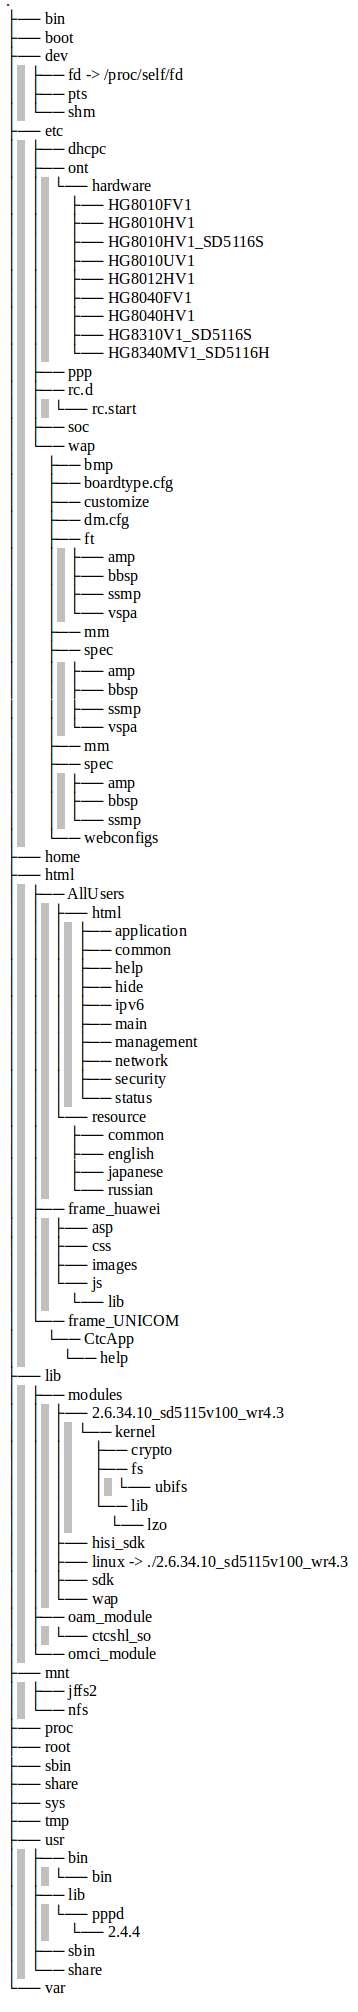 .
├── bin
├── boot
├── dev
│   ├── fd -> /proc/self/fd
│   ├── pts
│   └── shm
├── etc
│   ├── dhcpc
│   ├── ont
│   │   └── hardware
│   │       ├── HG8010FV1
│   │       ├── HG8010HV1
│   │       ├── HG8010HV1_SD5116S
│   │       ├── HG8010UV1
│   │       ├── HG8012HV1
│   │       ├── HG8040FV1
│   │       ├── HG8040HV1
│   │       ├── HG8310V1_SD5116S
│   │       └── HG8340MV1_SD5116H
│   ├── ppp
│   ├── rc.d
│   │   └── rc.start
│   ├── soc
│   └── wap
│       ├── bmp
│       ├── boardtype.cfg
│       ├── customize
│       ├── dm.cfg
│       ├── ft
│       │   ├── amp
│       │   ├── bbsp
│       │   ├── ssmp
│       │   └── vspa
│       ├── mm
│       ├── spec
│       │   ├── amp
│       │   ├── bbsp
│       │   ├── ssmp
│       │   └── vspa
│       ├── mm
│       ├── spec
│       │   ├── amp
│       │   ├── bbsp
│       │   └── ssmp
│       └── webconfigs
├── home
├── html
│   ├── AllUsers
│   │   ├── html
│   │   │   ├── application
│   │   │   ├── common
│   │   │   ├── help
│   │   │   ├── hide
│   │   │   ├── ipv6
│   │   │   ├── main
│   │   │   ├── management
│   │   │   ├── network
│   │   │   ├── security
│   │   │   └── status
│   │   └── resource
│   │       ├── common
│   │       ├── english
│   │       ├── japanese
│   │       └── russian
│   ├── frame_huawei
│   │   ├── asp
│   │   ├── css
│   │   ├── images
│   │   └── js
│   │       └── lib
│   └── frame_UNICOM
│       └── CtcApp
│           └── help
├── lib
│   ├── modules
│   │   ├── 2.6.34.10_sd5115v100_wr4.3
│   │   │   └── kernel
│   │   │       ├── crypto
│   │   │       ├── fs
│   │   │       │   └── ubifs
│   │   │       └── lib
│   │   │           └── lzo
│   │   ├── hisi_sdk
│   │   ├── linux -> ./2.6.34.10_sd5115v100_wr4.3
│   │   ├── sdk
│   │   └── wap
│   ├── oam_module
│   │   └── ctcshl_so
│   └── omci_module
├── mnt
│   ├── jffs2
│   └── nfs
├── proc
├── root
├── sbin
├── share
├── sys
├── tmp
├── usr
│   ├── bin
│   │   └── bin
│   ├── lib
│   │   └── pppd
│   │       └── 2.4.4
│   ├── sbin
│   └── share
└── var